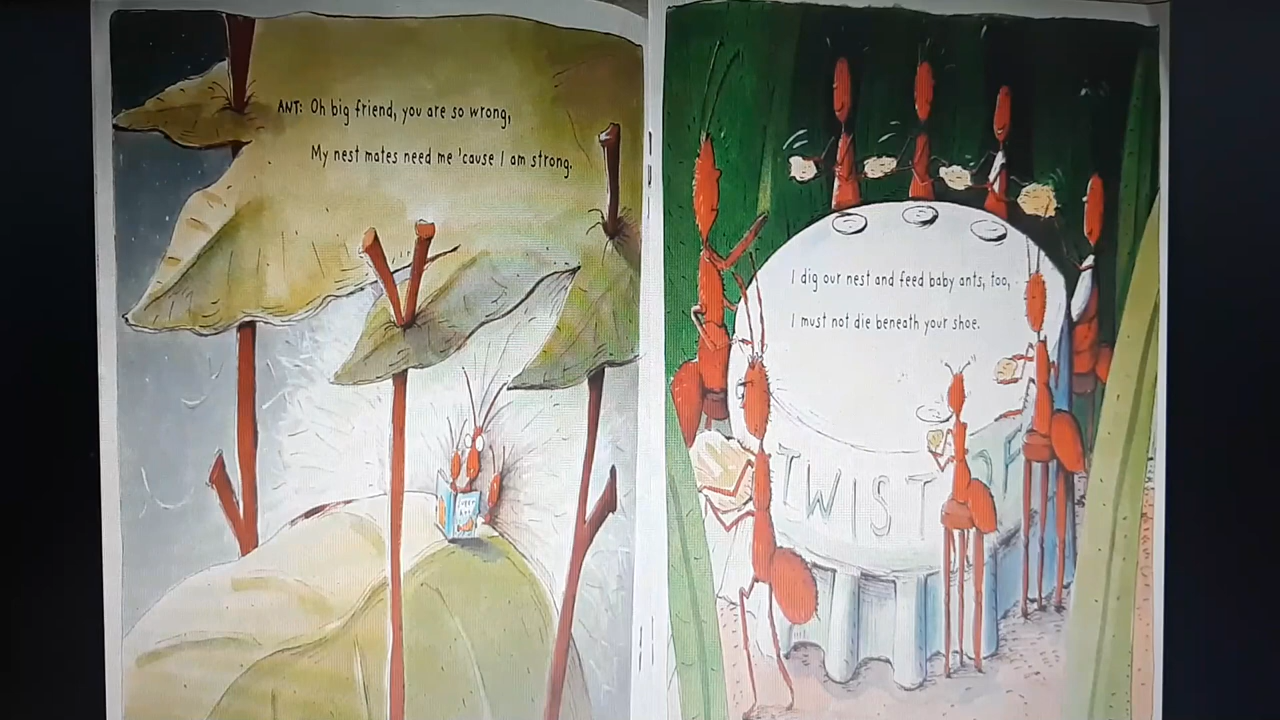 ANT: Oh big friend, you are so wrong,
My nest mates need me 'cause I am strong.
I dig our nest and feed baby ants, too,
I must not die beneath your shoe.
TWIST